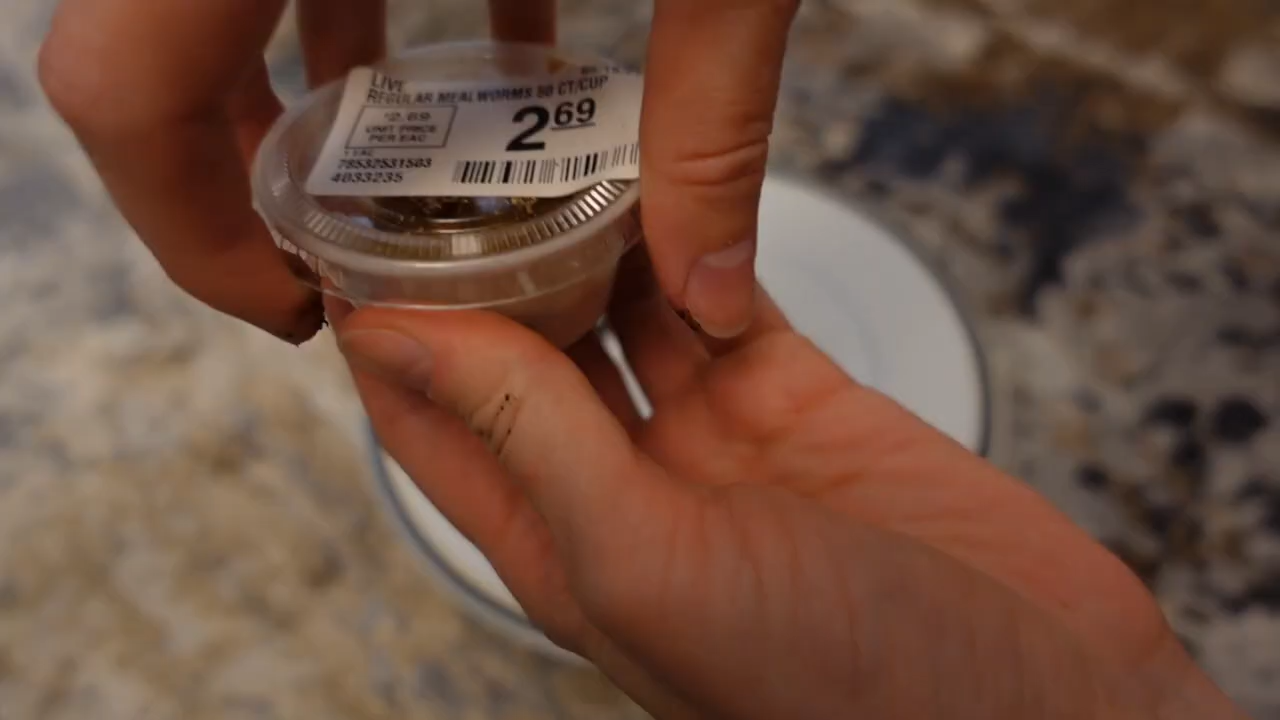 LIVE
REGULAR MEALWORMS 50 CT/CUP
$2.69
UNIT PRICE
PER EAC
2 69
1 EAC
78532531503
4033235